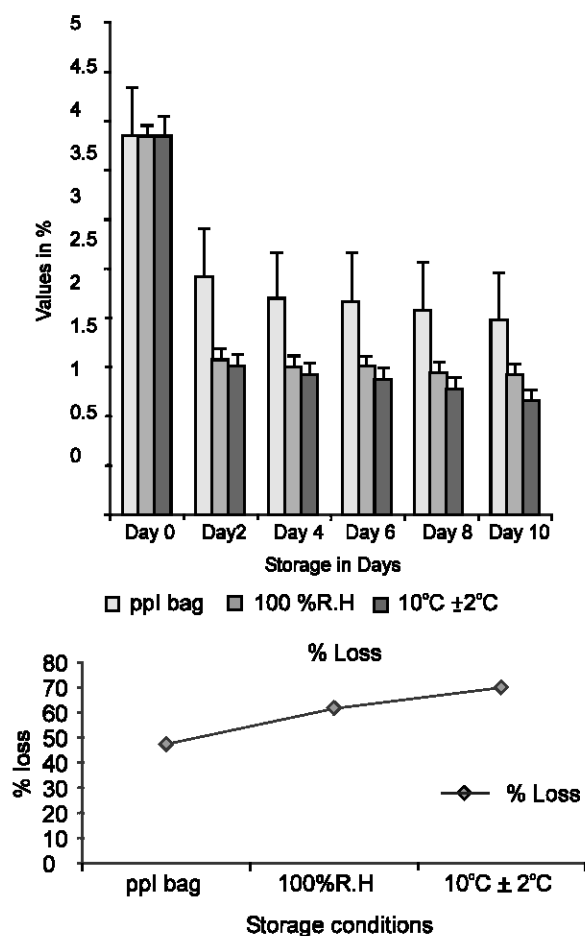 5
4.5
4
3.5
3
2.5
2
1.5
1
0.5
0
Values in %
Day 0 Day2 Day 4 Day 6 Day 8 Day 10
Storage in Days
ppl bag 100 %R.H 10°C ±2°C
% Loss
80
70
60
50
40
30
20
10
0
% loss
% Loss
ppl bag 100%R.H 10°C ± 2°C
Storage conditions